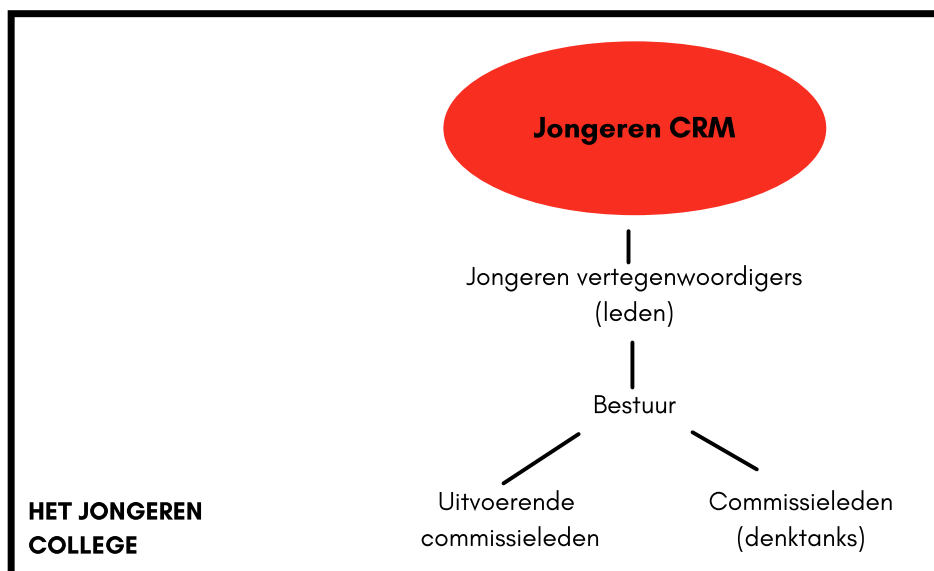 Jongeren CRM
Jongeren vertegenwoordigers
(leden)
Bestuur
Uitvoerende
commissieleden
Commissieleden
(denktanks)
HET JONGEREN
COLLEGE